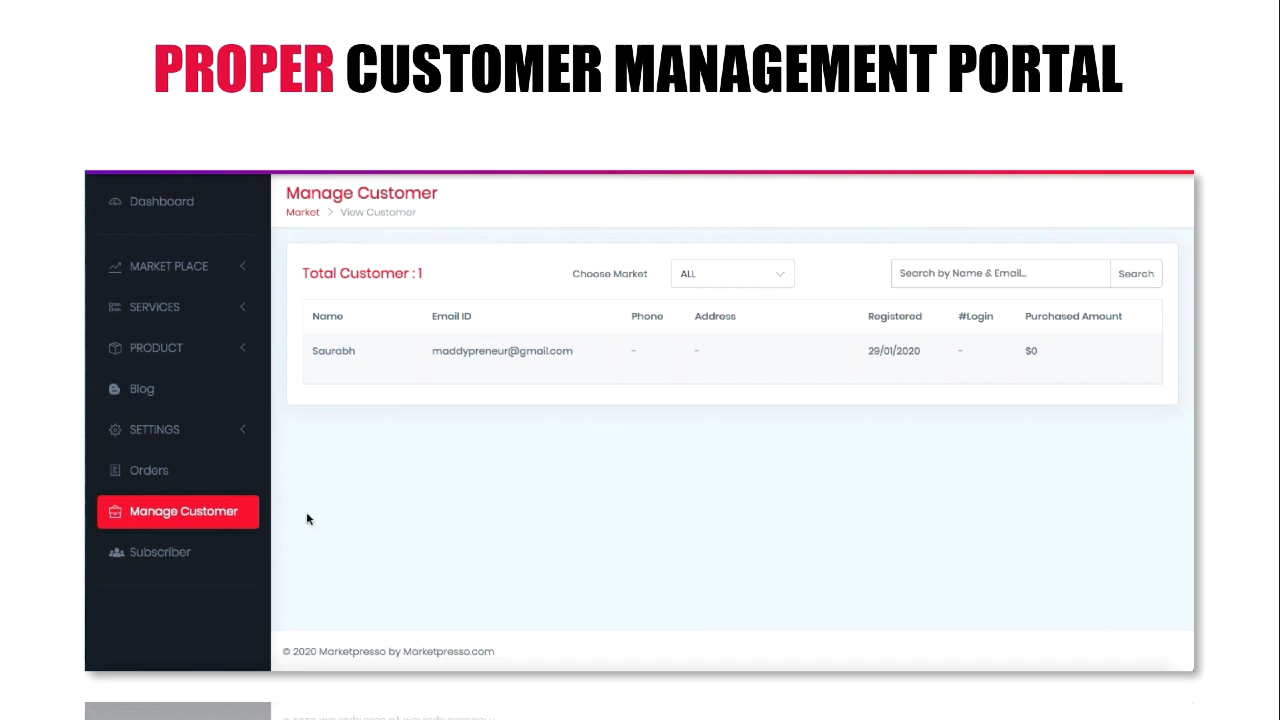 PROPER CUSTOMER MANAGEMENT PORTAL
Dashboard
MARKET PLACE
SERVICES
PRODUCT
Blog
SETTINGS
Orders
Manage Customer
Subscriber
Manage Customer
Market > View Customer
Total Customer : 1
Choose Market ALL
Search by Name & Email... Search
Name Email ID Phone Address Registered #Login Purchased Amount
Saurabh maddypreneur@gmail.com - - 29/01/2020 - $0
© 2020 Marketpresso by Marketpresso.com